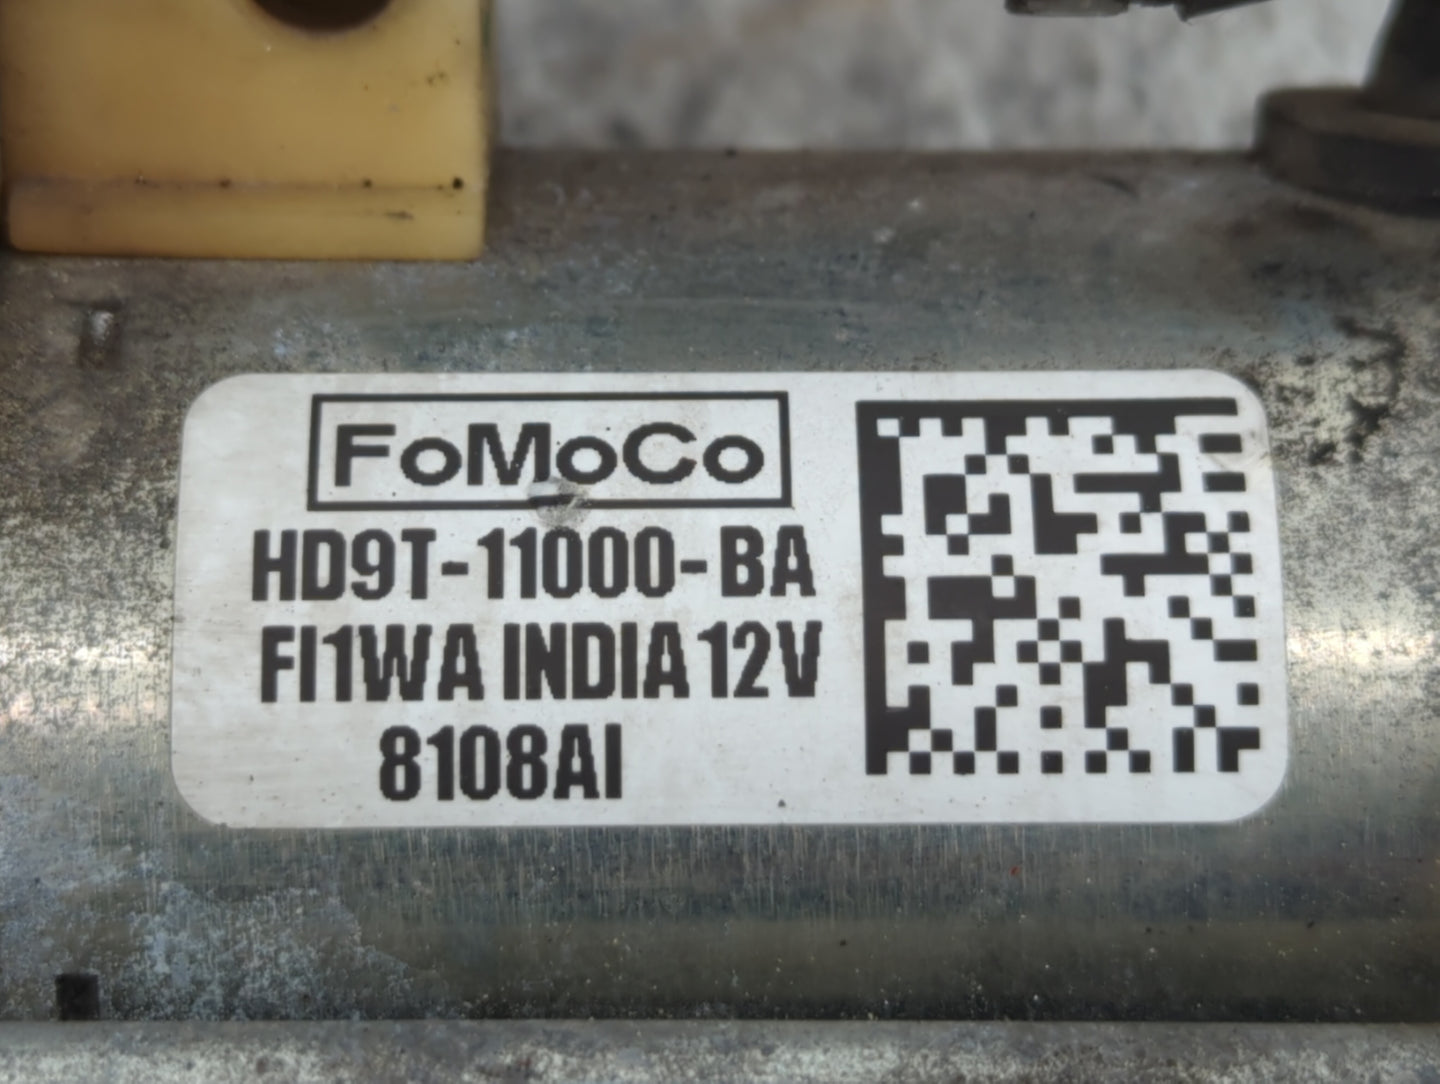 FoMoCo
HD9T-11000-BA
FI1WA INDIA 12V
8108AI